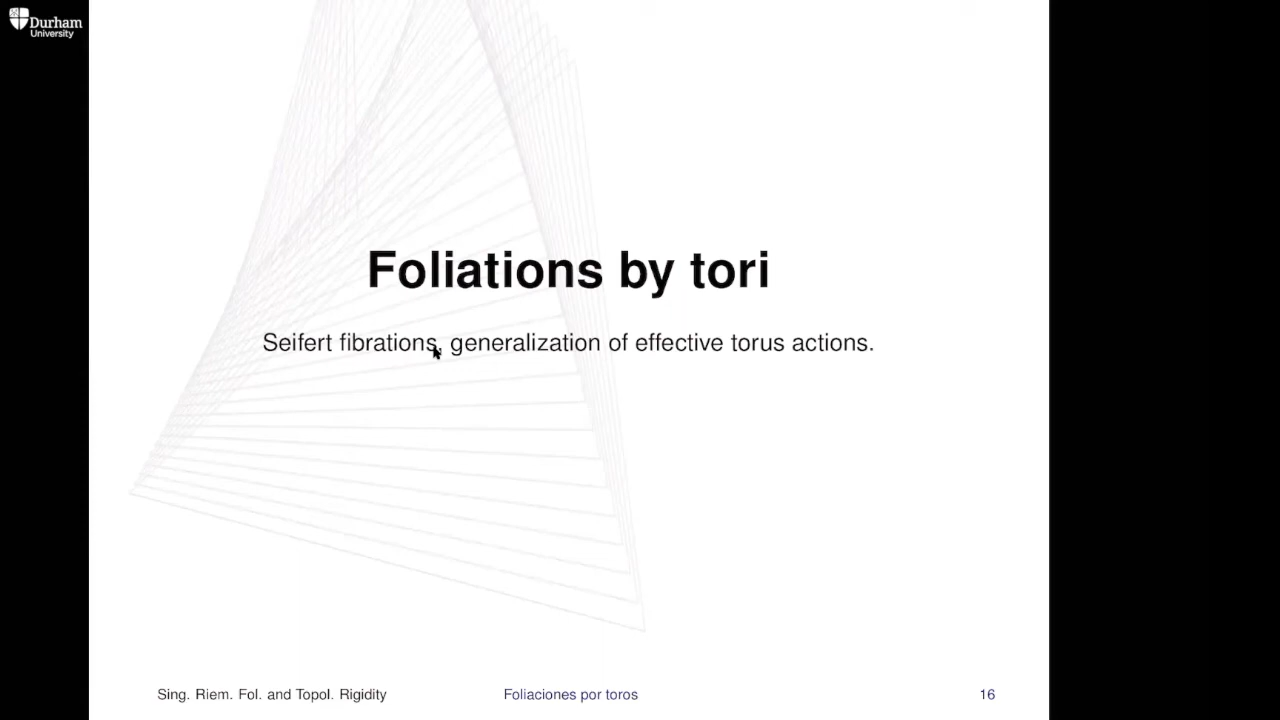 Durham
University
Foliations by tori
Seifert fibrations, generalization of effective torus actions.
Sing. Riem. Fol. and Topol. Rigidity
Foliaciones por toros
16